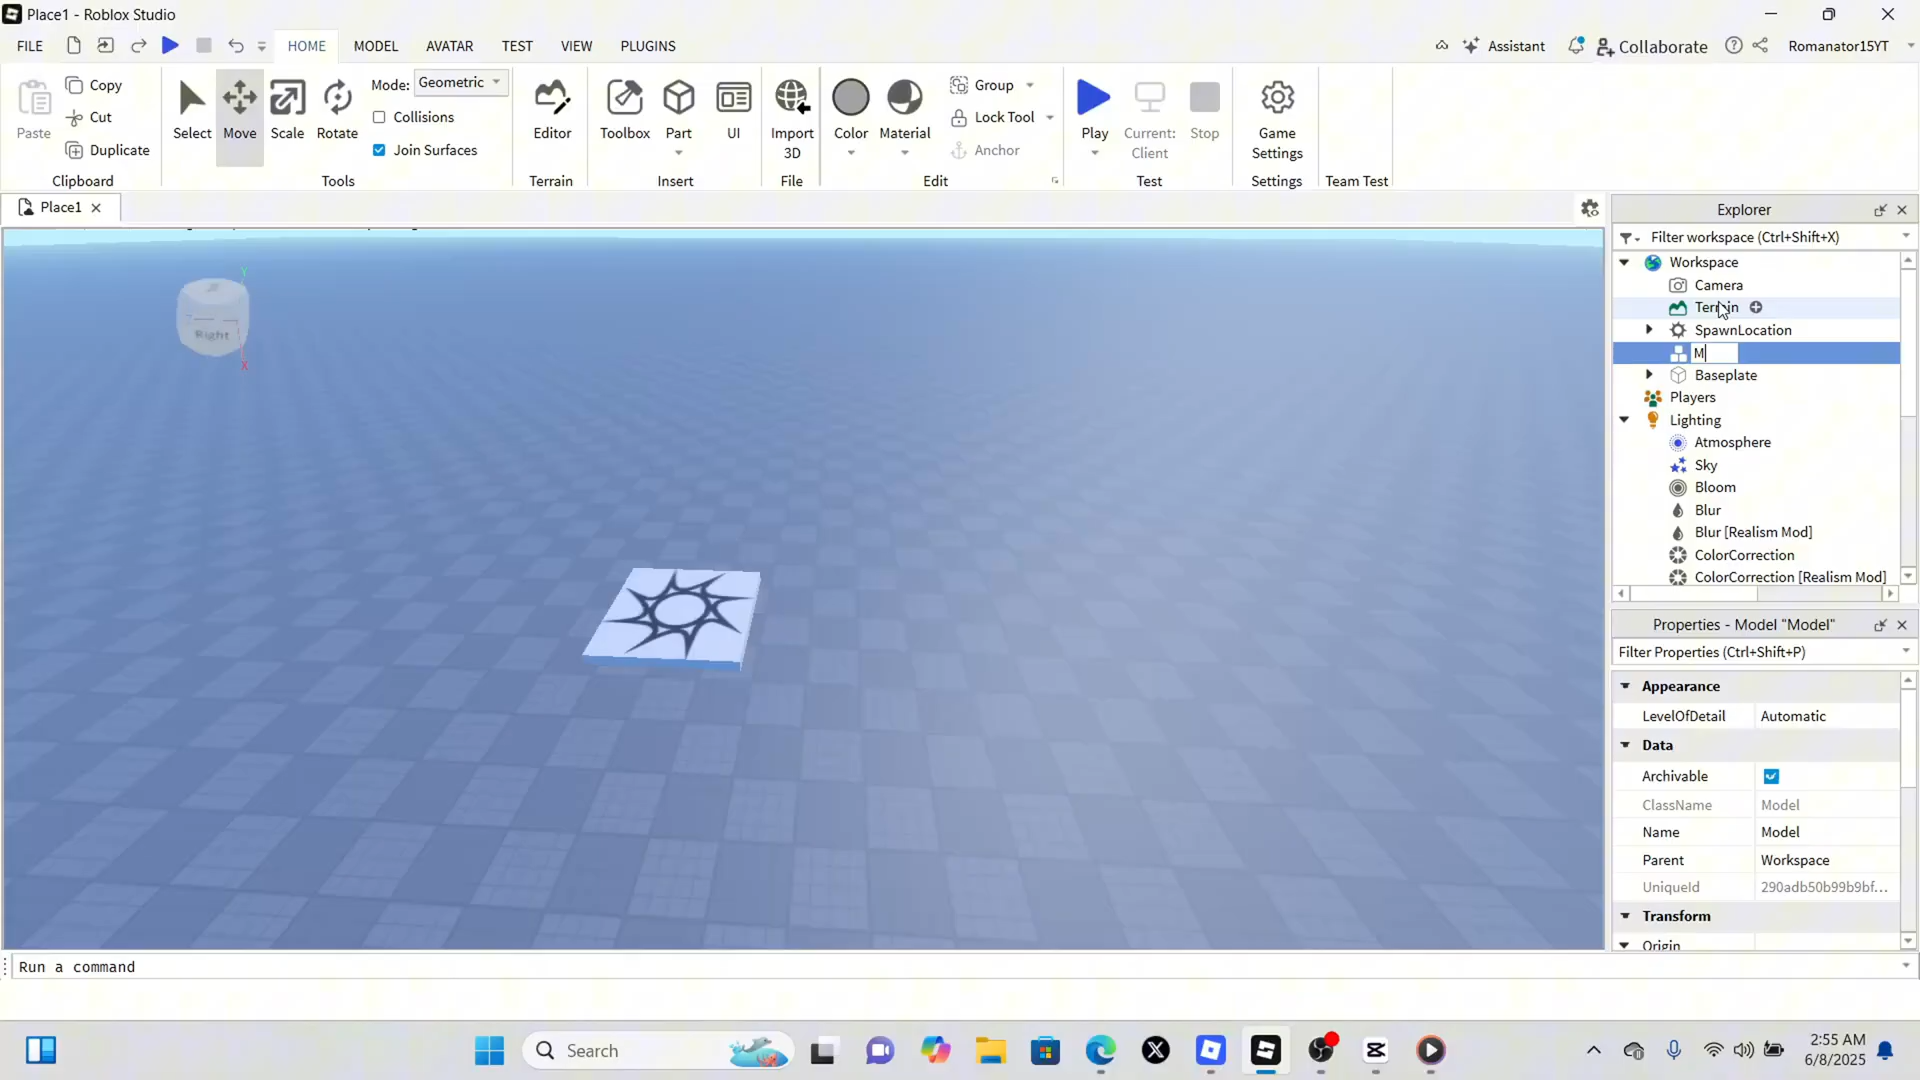 Place1 - Roblox Studio
FILE
HOME
MODEL
AVATAR
TEST
VIEW
PLUGINS
Assistant
Collaborate
Romanator15YT
Paste
Copy
Cut
Duplicate
Clipboard
Select
Move
Scale
Rotate
Mode:
Geometric
Collisions
Join Surfaces
Tools
Editor
Terrain
Toolbox
Part
UI
Insert
Import
3D
File
Color
Material
Group
Lock Tool
Anchor
Edit
Play
Current:
Client
Stop
Test
Game
Settings
Settings
Team Test
Place1
Right
Y
X
Explorer
Filter workspace (Ctrl+Shift+X)
Workspace
Camera
Terrain
SpawnLocation
M
Baseplate
Players
Lighting
Atmosphere
Sky
Bloom
Blur
Blur [Realism Mod]
ColorCorrection
ColorCorrection [Realism Mod]
Properties - Model "Model"
Filter Properties (Ctrl+Shift+P)
Appearance
LevelOfDetail Automatic
Data
Archivable
ClassName Model
Name Model
Parent Workspace
UniqueId 290adb50b99b9bf...
Transform
Origin
Run a command
Search
2:55 AM
6/8/2025